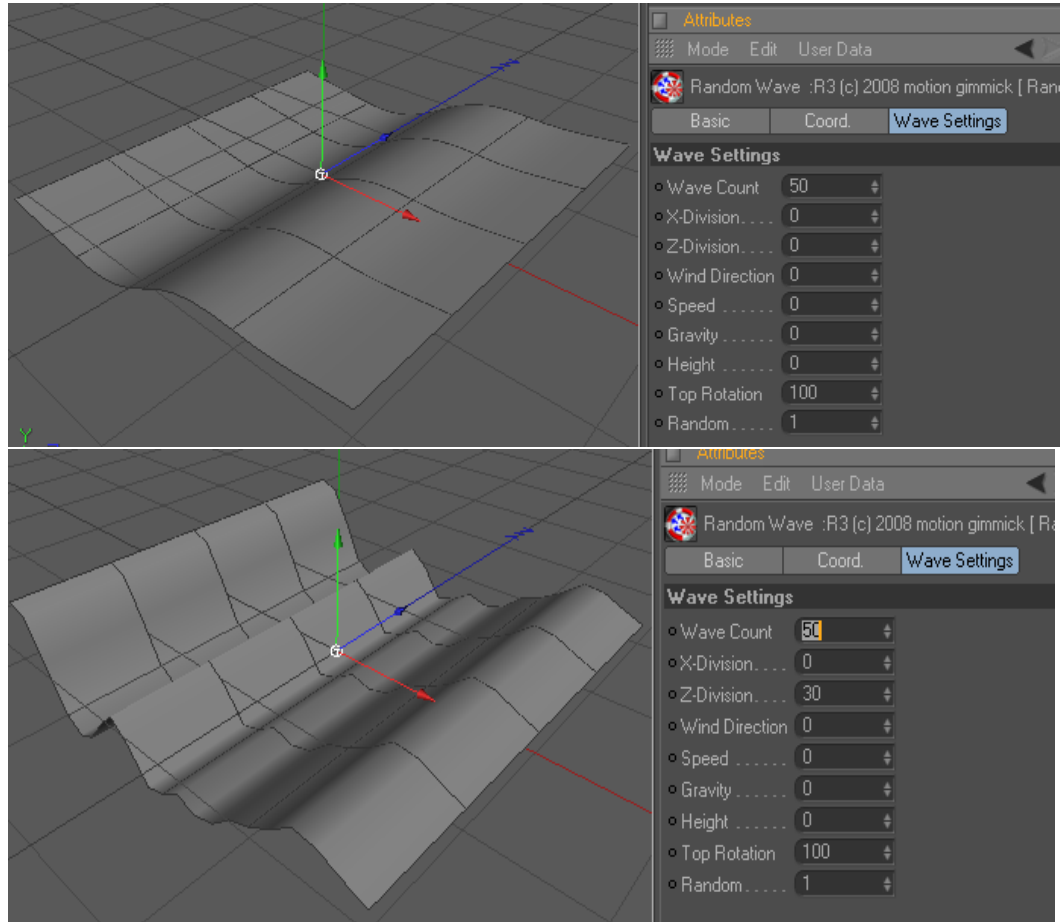 Attributes
Mode Edit User Data
Random Wave :R3 (c) 2008 motion gimmick [ Ran
Basic Coord. Wave Settings
Wave Settings
Wave Count 50
X-Division.... 0
Z-Division.... 0
Wind Direction 0
Speed ...... 0
Gravity ...... 0
Height ...... 0
Top Rotation 100
Random..... 1
Y
Attributes
Mode Edit User Data
Random Wave :R3 (c) 2008 motion gimmick [ Ra
Basic Coord. Wave Settings
Wave Settings
Wave Count 50
X-Division.... 0
Z-Division.... 30
Wind Direction 0
Speed ...... 0
Gravity ...... 0
Height ...... 0
Top Rotation 100
Random..... 1